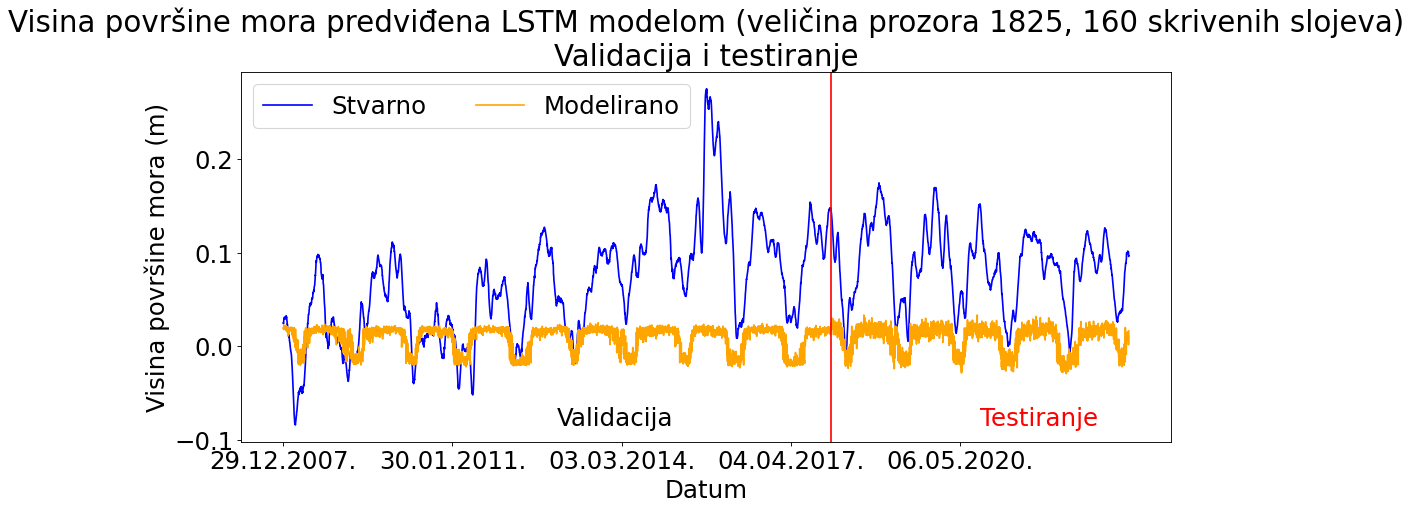 Visina površine mora predviđena LSTM modelom (veličina prozora 1825, 160 skrivenih slojeva)
Validacija i testiranje
Stvarno
Modelirano
Visina površine mora (m)
0.2
0.1
0.0
−0.1
Validacija
Testiranje
29.12.2007.
30.01.2011.
03.03.2014.
04.04.2017.
06.05.2020.
Datum